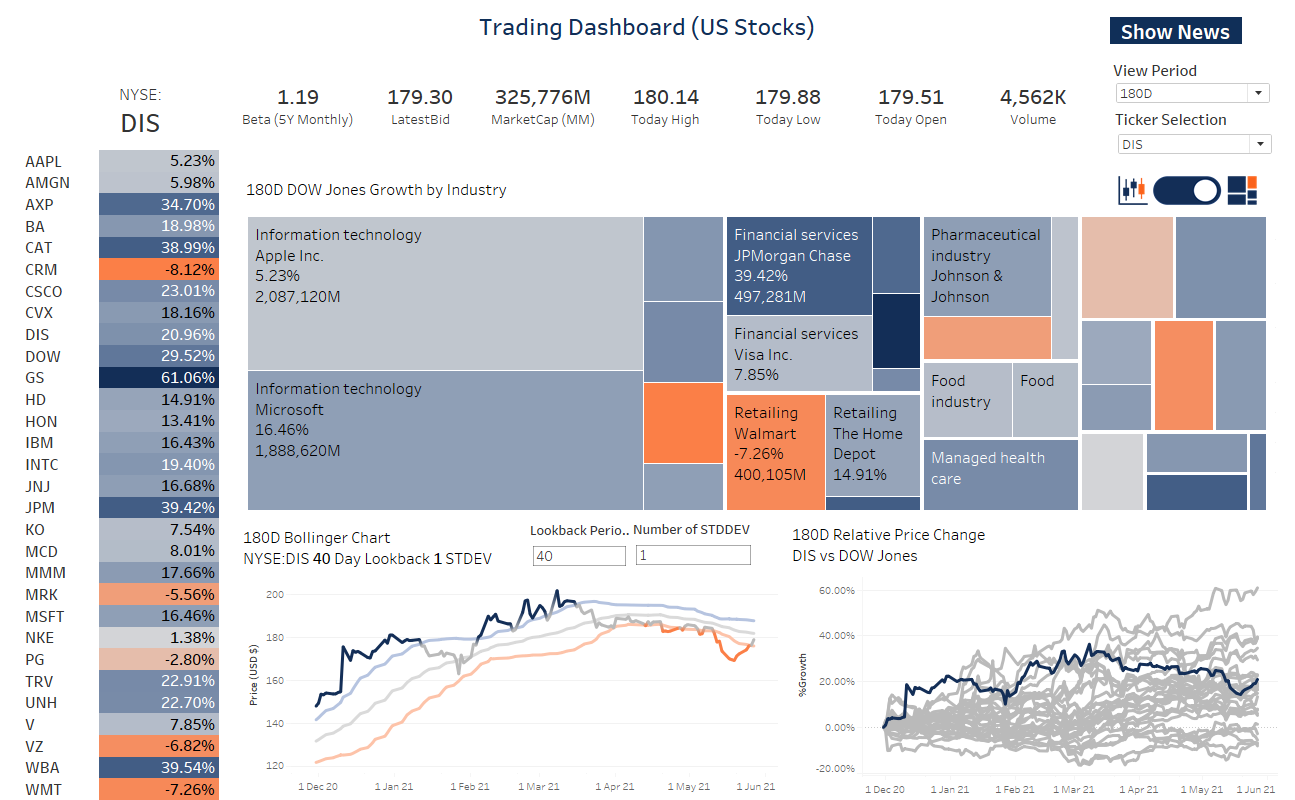 Trading Dashboard (US Stocks)
Show News
View Period
180D
Ticker Selection
DIS
NYSE:
DIS
1.19
Beta (5Y Monthly)
179.30
LatestBid
325,776M
MarketCap (MM)
180.14
Today High
179.88
Today Low
179.51
Today Open
4,562K
Volume
AAPL 5.23%
AMGN 5.98%
AXP 34.70%
BA 18.98%
CAT 38.99%
CRM -8.12%
CSCO 23.01%
CVX 18.16%
DIS 20.96%
DOW 29.52%
GS 61.06%
HD 14.91%
HON 13.41%
IBM 16.43%
INTC 19.40%
JNJ 16.68%
JPM 39.42%
KO 7.54%
MCD 8.01%
MMM 17.66%
MRK -5.56%
MSFT 16.46%
NKE 1.38%
PG -2.80%
TRV 22.91%
UNH 22.70%
V 7.85%
VZ -6.82%
WBA 39.54%
WMT -7.26%
180D DOW Jones Growth by Industry
Information technology
Apple Inc.
5.23%
2,087,120M
Information technology
Microsoft
16.46%
1,888,620M
Financial services
JPMorgan Chase
39.42%
497,281M
Financial services
Visa Inc.
7.85%
Retailing
Walmart
-7.26%
400,105M
Retailing
The Home
Depot
14.91%
Pharmaceutical
industry
Johnson &
Johnson
Food
industry
Food
Managed health
care
180D Bollinger Chart
NYSE:DIS 40 Day Lookback 1 STDEV
Lookback Perio..
40
Number of STDDEV
1
Price (USD $)
200
180
160
140
120
1 Dec 20
1 Jan 21
1 Feb 21
1 Mar 21
1 Apr 21
1 May 21
1 Jun 21
180D Relative Price Change
DIS vs DOW Jones
%Growth
60.00%
40.00%
20.00%
0.00%
-20.00%
1 Dec 20
1 Jan 21
1 Feb 21
1 Mar 21
1 Apr 21
1 May 21
1 Jun 21